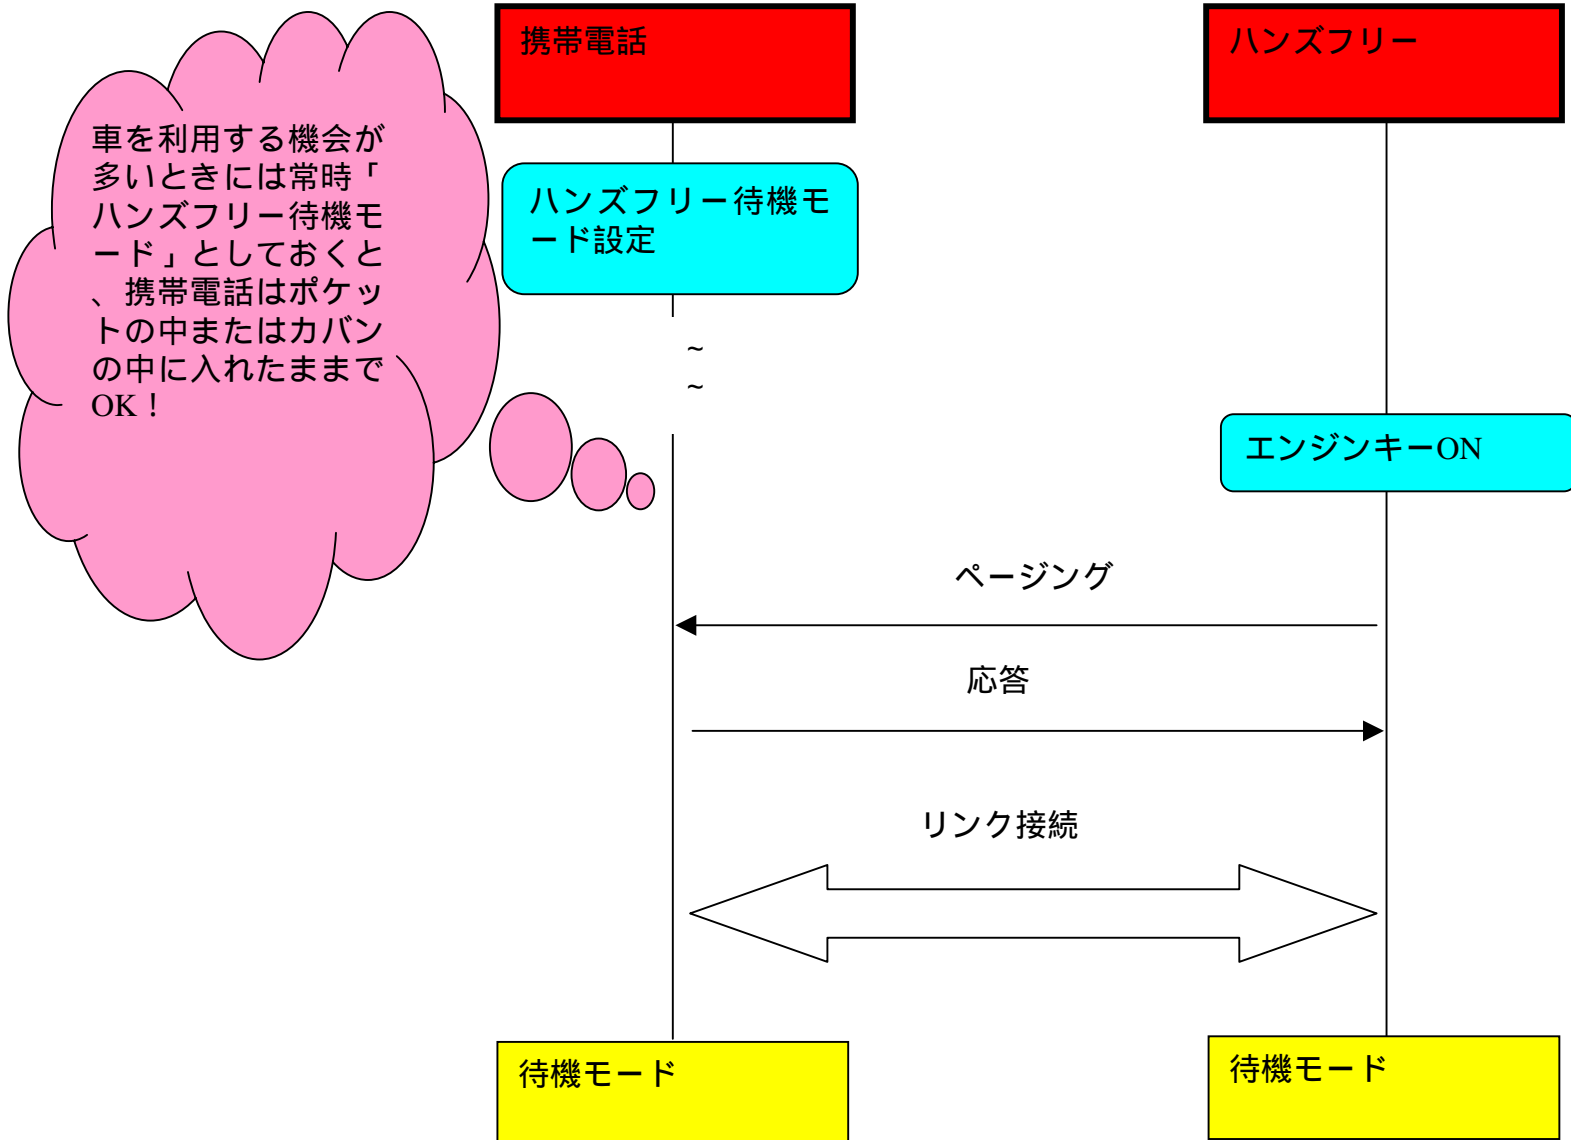 携帯電話
ハンズフリー
車を利用する機会が
多いときには常時「
ハンズフリー待機モ
ード」としておくと
、携帯電話はポケッ
トの中またはカバン
の中に入れたままで
OK！
ハンズフリー待機モ
ード設定
~
~
エンジンキーON
ページング
応答
リンク接続
待機モード
待機モード